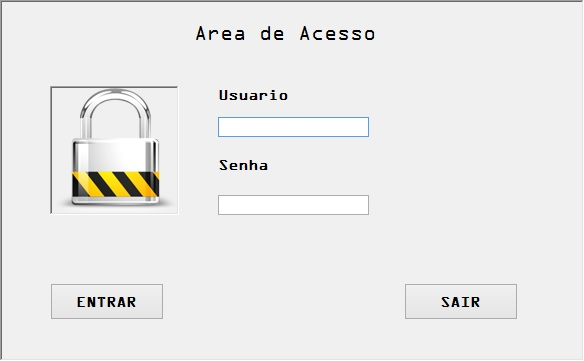 Area de Acesso
Usuario
Senha
ENTRAR
SAIR